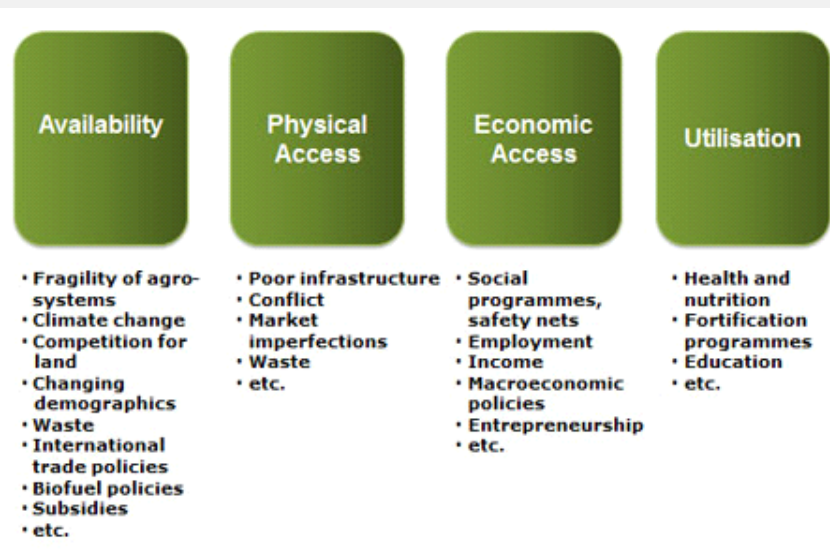 Availability
Physical
Access
Economic
Access
Utilisation
· Fragility of agro-
systems
· Climate change
· Competition for
land
· Changing
demographics
· Waste
· International
trade policies
· Biofuel policies
· Subsidies
· etc.
· Poor infrastructure
· Conflict
· Market
imperfections
· Waste
· etc.
· Social
programmes,
safety nets
· Employment
· Income
· Macroeconomic
policies
· Entrepreneurship
· etc.
· Health and
nutrition
· Fortification
programmes
· Education
· etc.